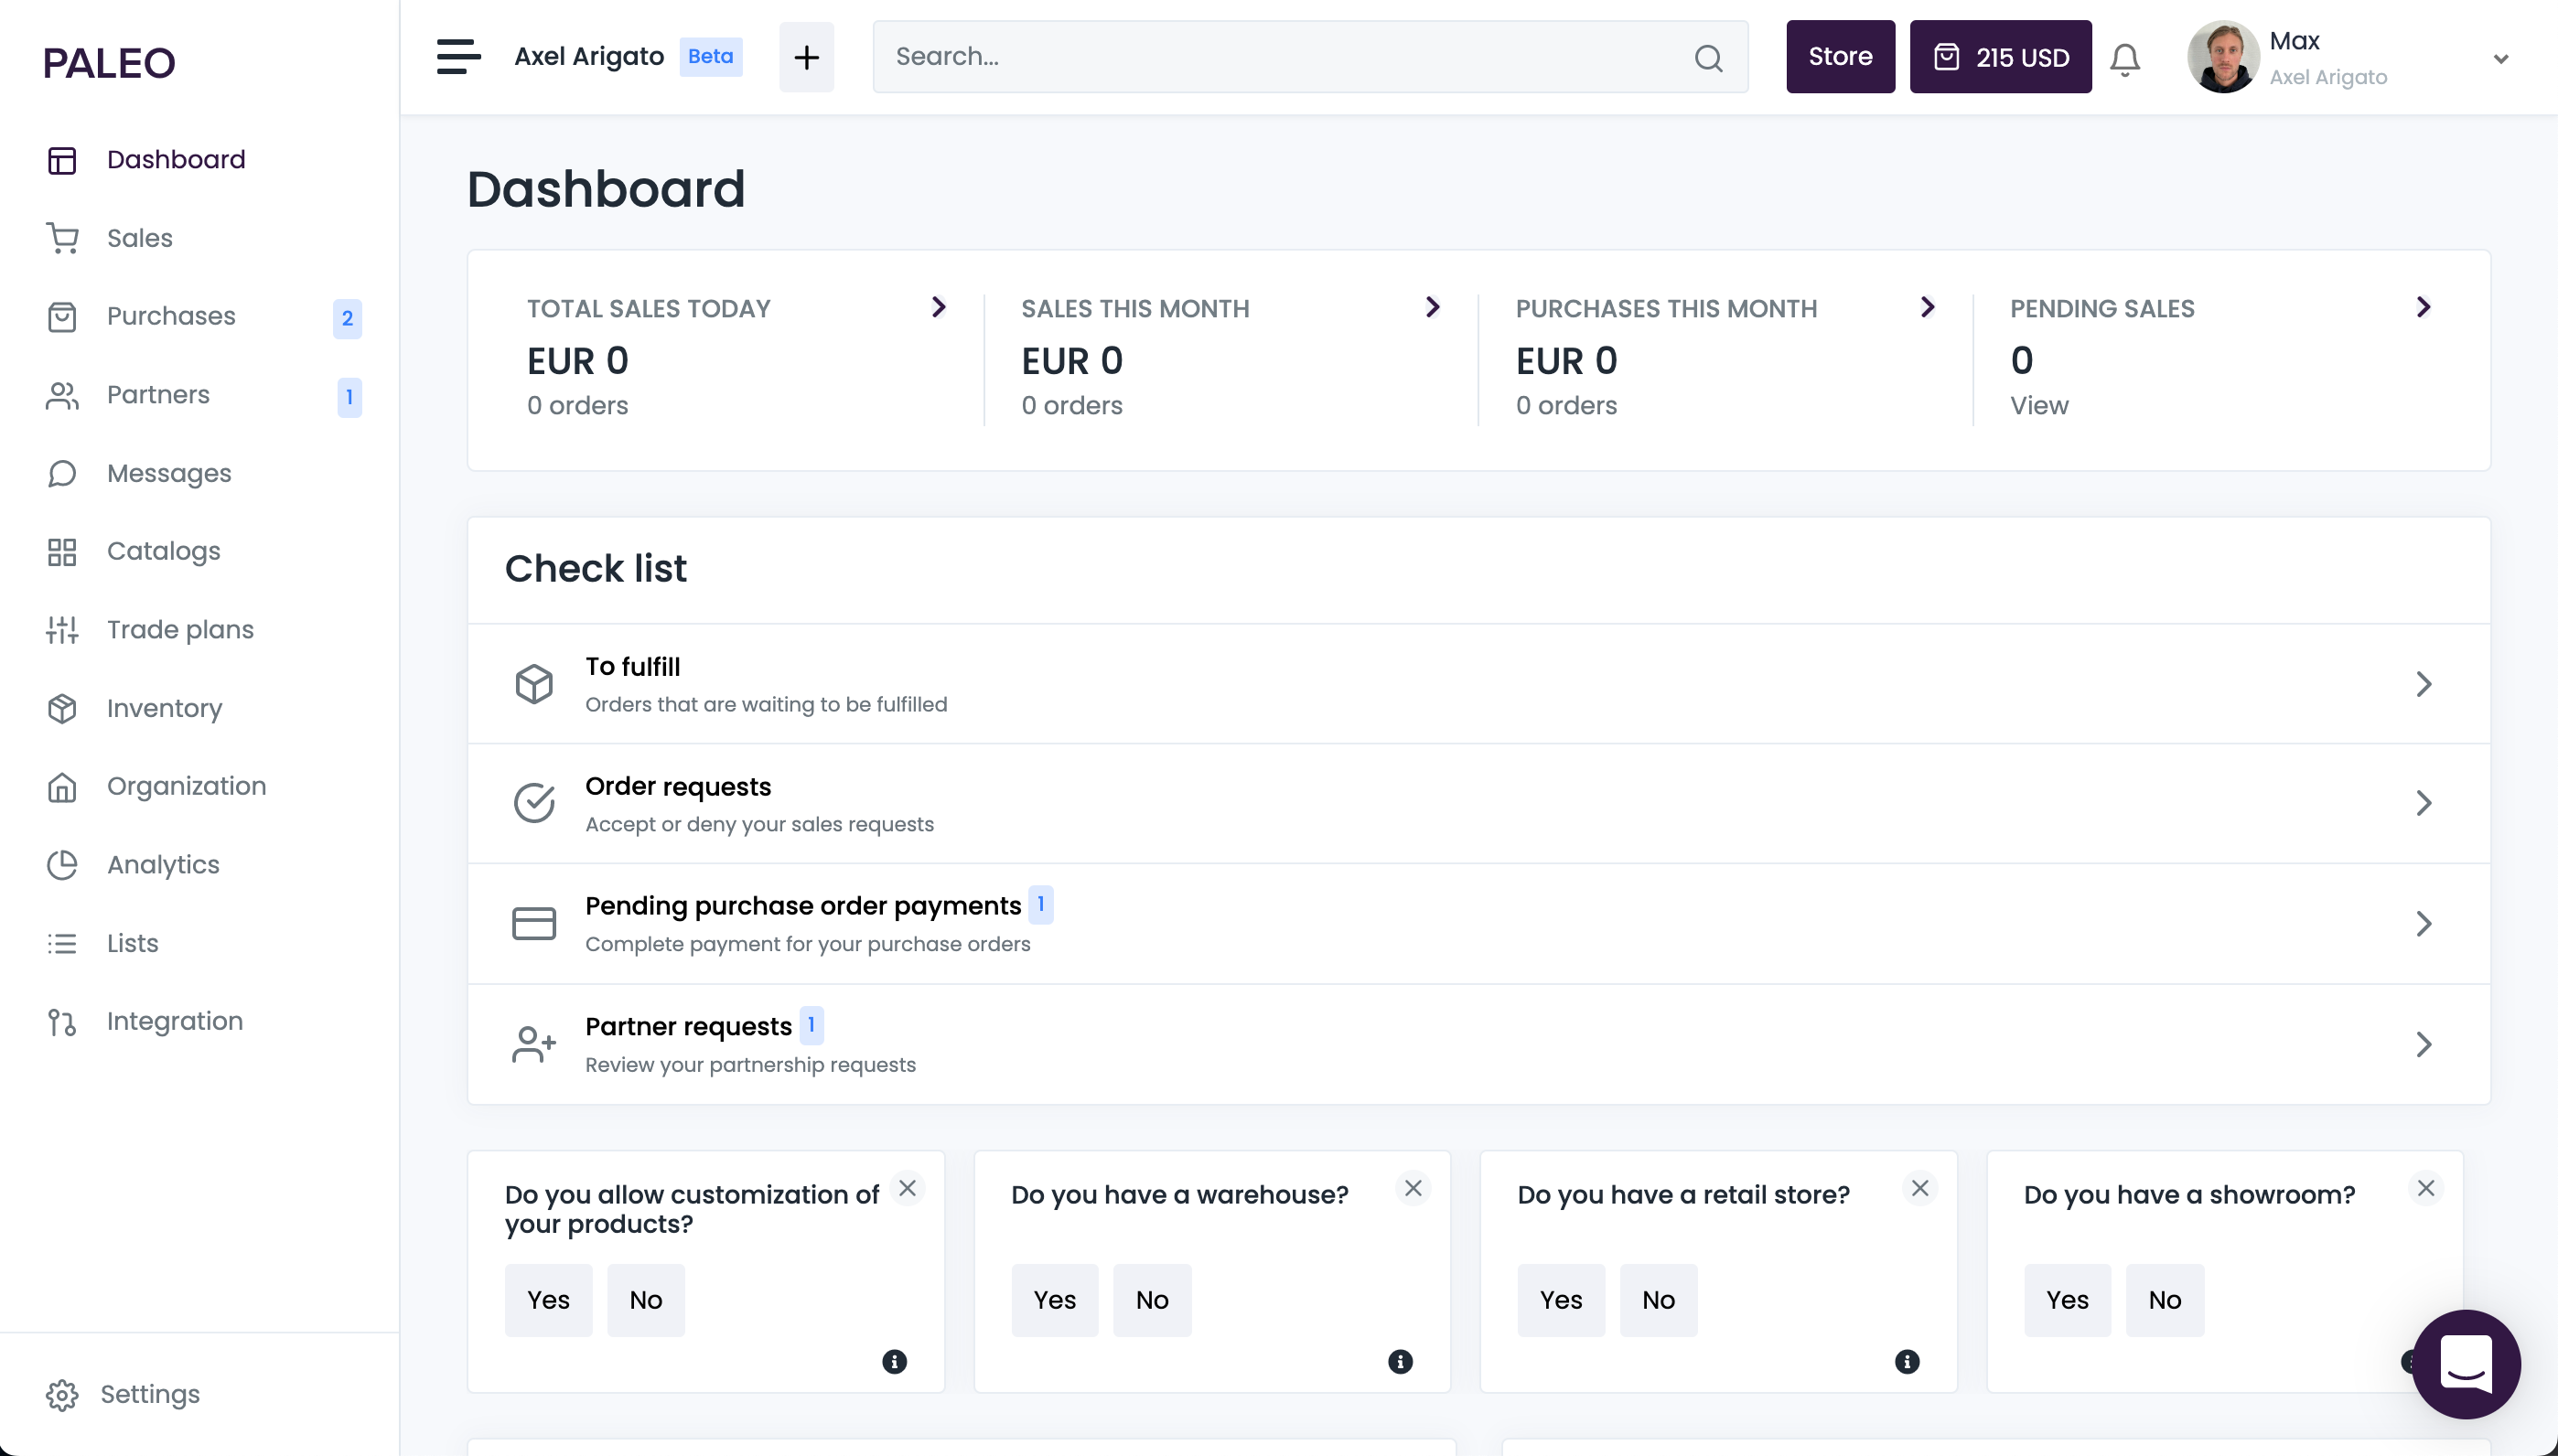 PALEO
Axel Arigato Beta
Search...
Store
215 USD
Max
Axel Arigato
Dashboard
Sales
Purchases 2
Partners 1
Messages
Catalogs
Trade plans
Inventory
Organization
Analytics
Lists
Integration
Settings
Dashboard
TOTAL SALES TODAY
EUR 0
0 orders
SALES THIS MONTH
EUR 0
0 orders
PURCHASES THIS MONTH
EUR 0
0 orders
PENDING SALES
0
View
Check list
To fulfill
Orders that are waiting to be fulfilled
Order requests
Accept or deny your sales requests
Pending purchase order payments 1
Complete payment for your purchase orders
Partner requests 1
Review your partnership requests
Do you allow customization of
your products?
Yes No
Do you have a warehouse?
Yes No
Do you have a retail store?
Yes No
Do you have a showroom?
Yes No